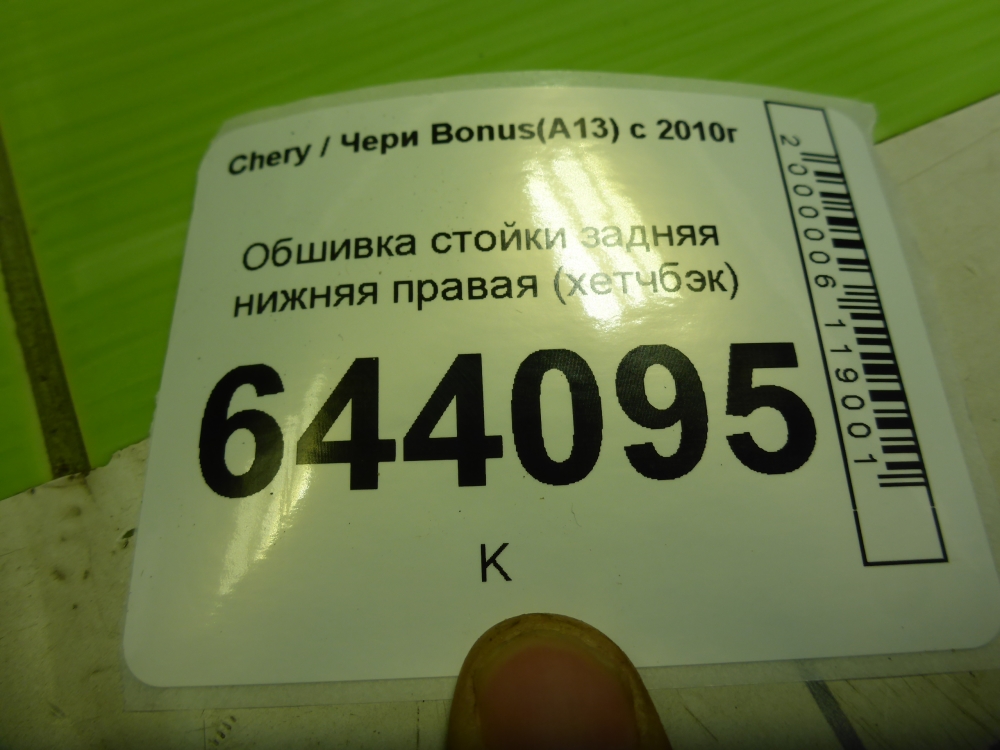 Chery / Чери Bonus(A13) с 2010г
Обшивка стойки задняя
нижняя правая (хетчбэк)
644095
К
2000006119001